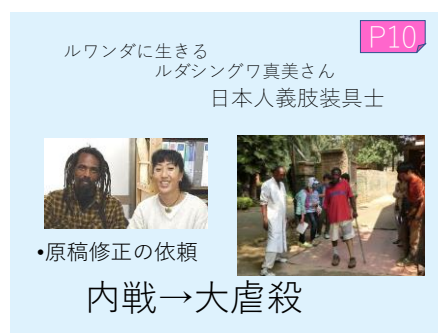 P10
ルワンダに生きる
ルダシングワ真美さん
日本人義肢装具士
•原稿修正の依頼
内戦→大虐殺